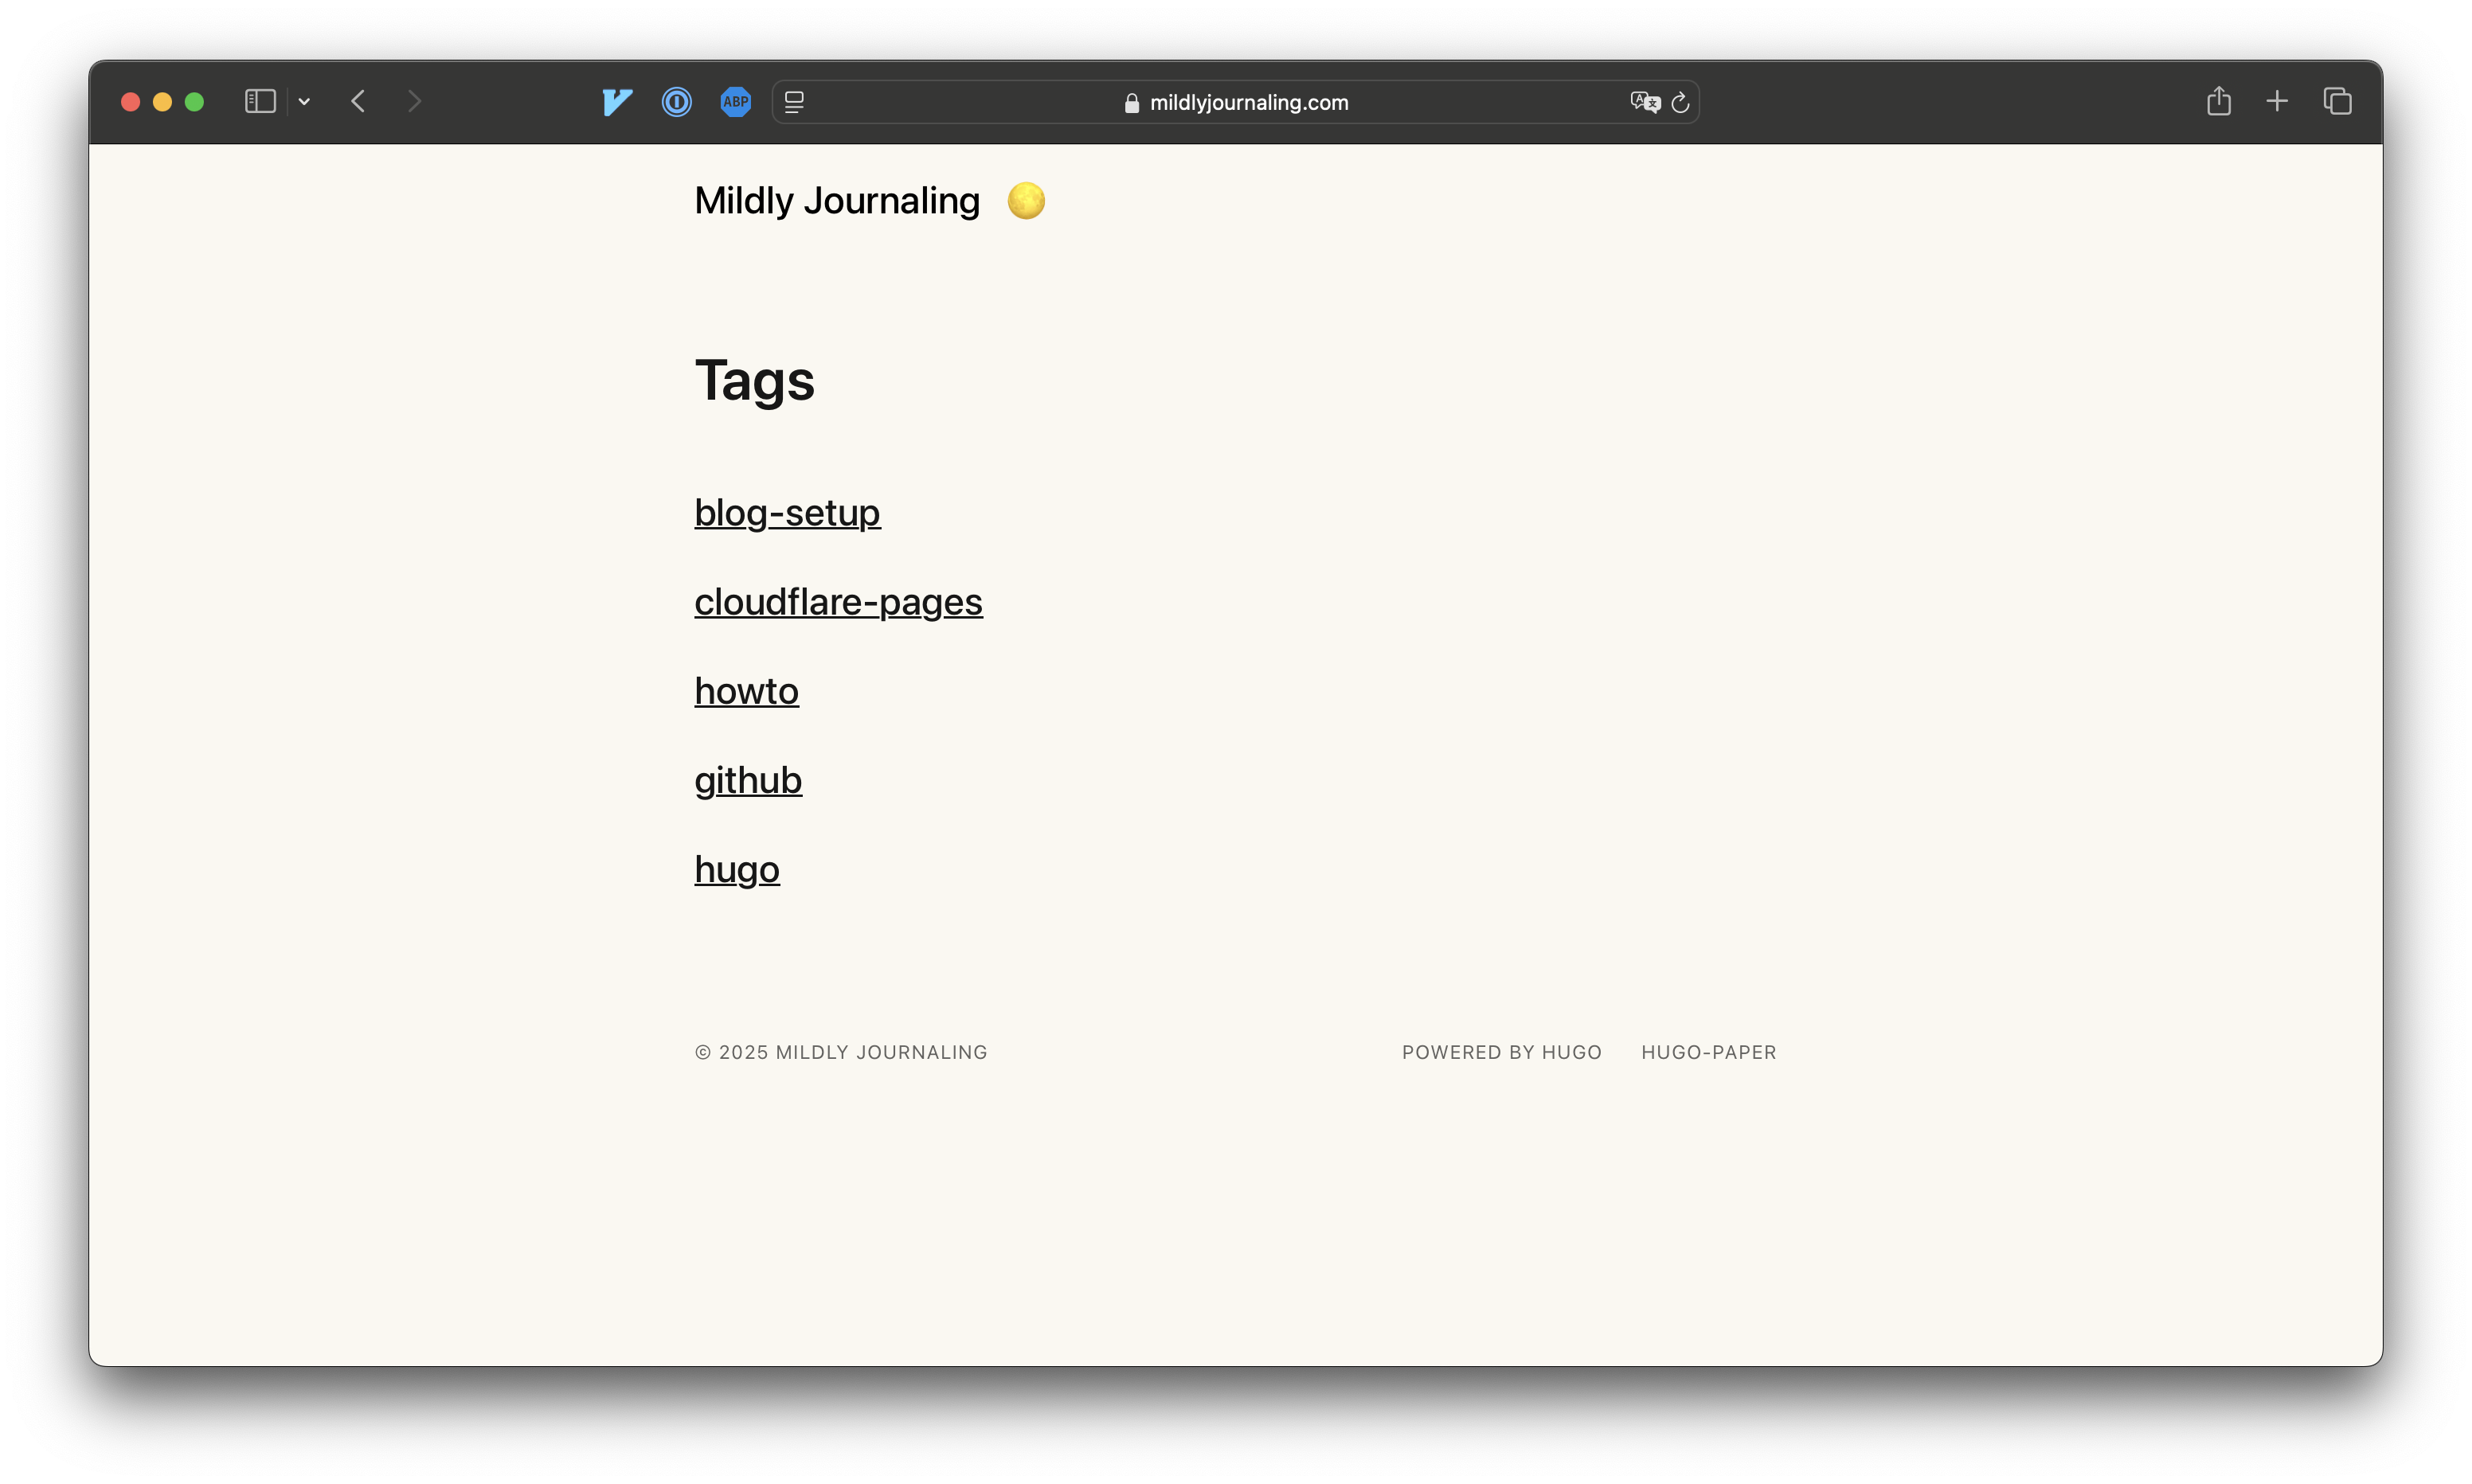 ABP
mildlyjournaling.com
Mildly Journaling
Tags
blog-setup
cloudflare-pages
howto
github
hugo
© 2025 MILDLY JOURNALING
POWERED BY HUGO HUGO-PAPER